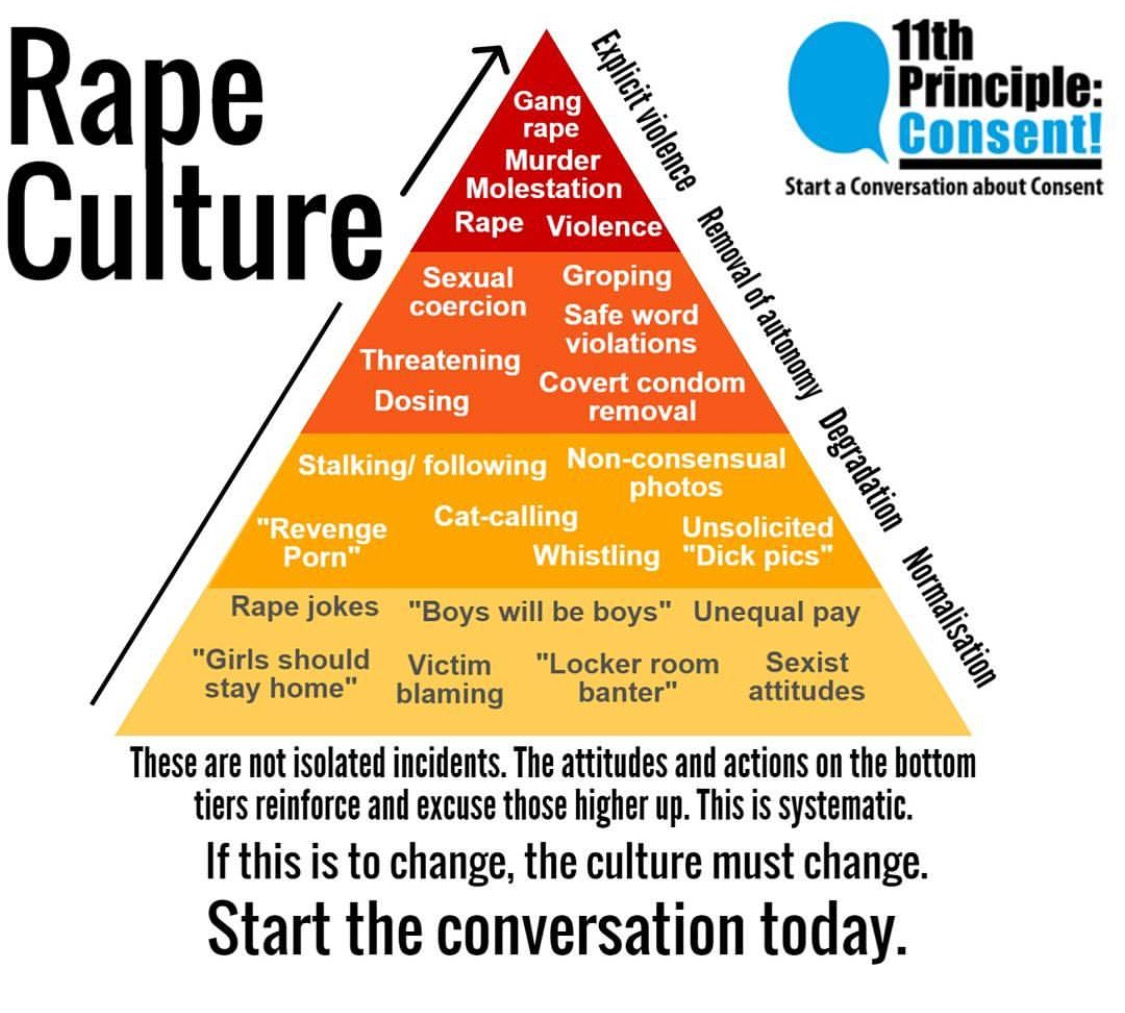 Rape
Culture
11th
Principle:
Consent!
Start a Conversation about Consent
Explicit violence
Removal of autonomy
Degradation
Normalisation
Gang
rape
Murder
Molestation
Rape Violence
Sexual
coercion
Groping
Safe word
violations
Threatening
Covert condom
removal
Dosing
Stalking/ following
Non-consensual
photos
"Revenge
Porn"
Cat-calling
Whistling
Unsolicited
"Dick pics"
Rape jokes
"Boys will be boys"
Unequal pay
"Girls should
stay home"
Victim
blaming
"Locker room
banter"
Sexist
attitudes
These are not isolated incidents. The attitudes and actions on the bottom
tiers reinforce and excuse those higher up. This is systematic.
If this is to change, the culture must change.
Start the conversation today.